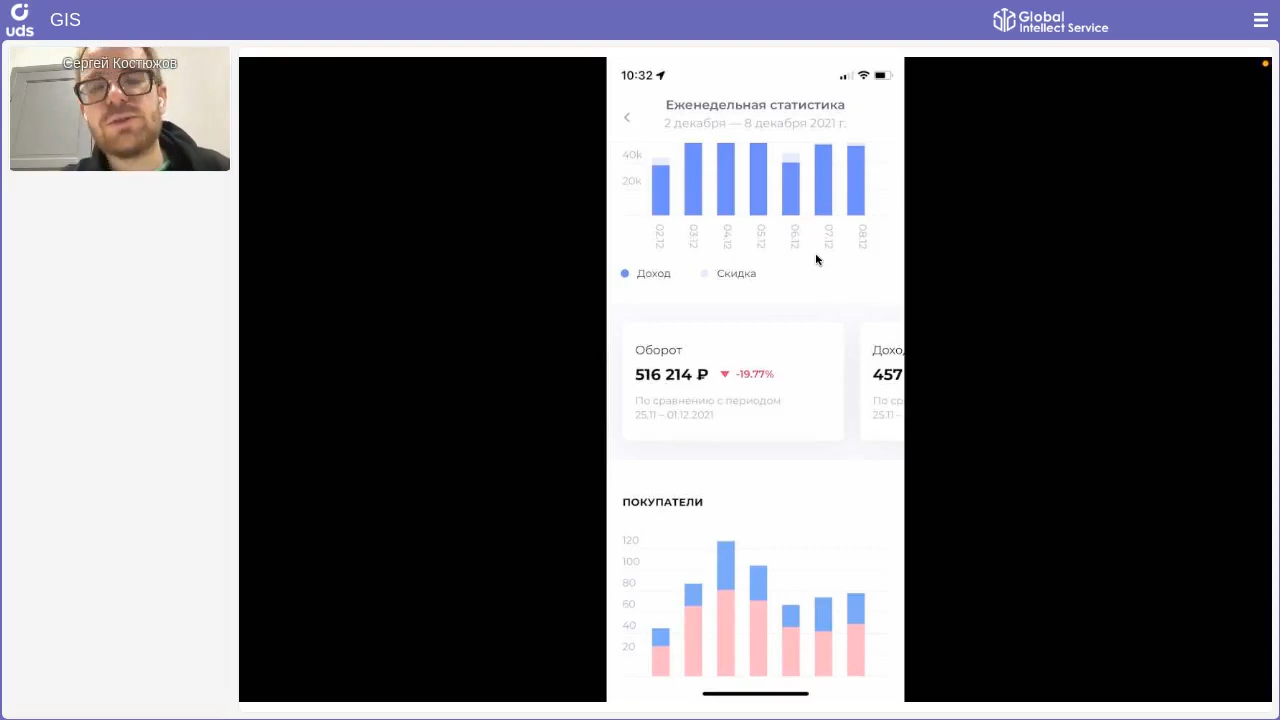 uds
GIS
Global
Intellect Service
Сергей Костюжов
10:32
Еженедельная статистика
2 декабря — 8 декабря 2021 г.
40k
20k
02.12
03.12
04.12
05.12
06.12
07.12
08.12
Доход
Скидка
Оборот
516 214 ₽
-19.77%
По сравнению с периодом
25.11 – 01.12.2021
Дохо
457
По ср
25.11 –
ПОКУПАТЕЛИ
120
100
80
60
40
20